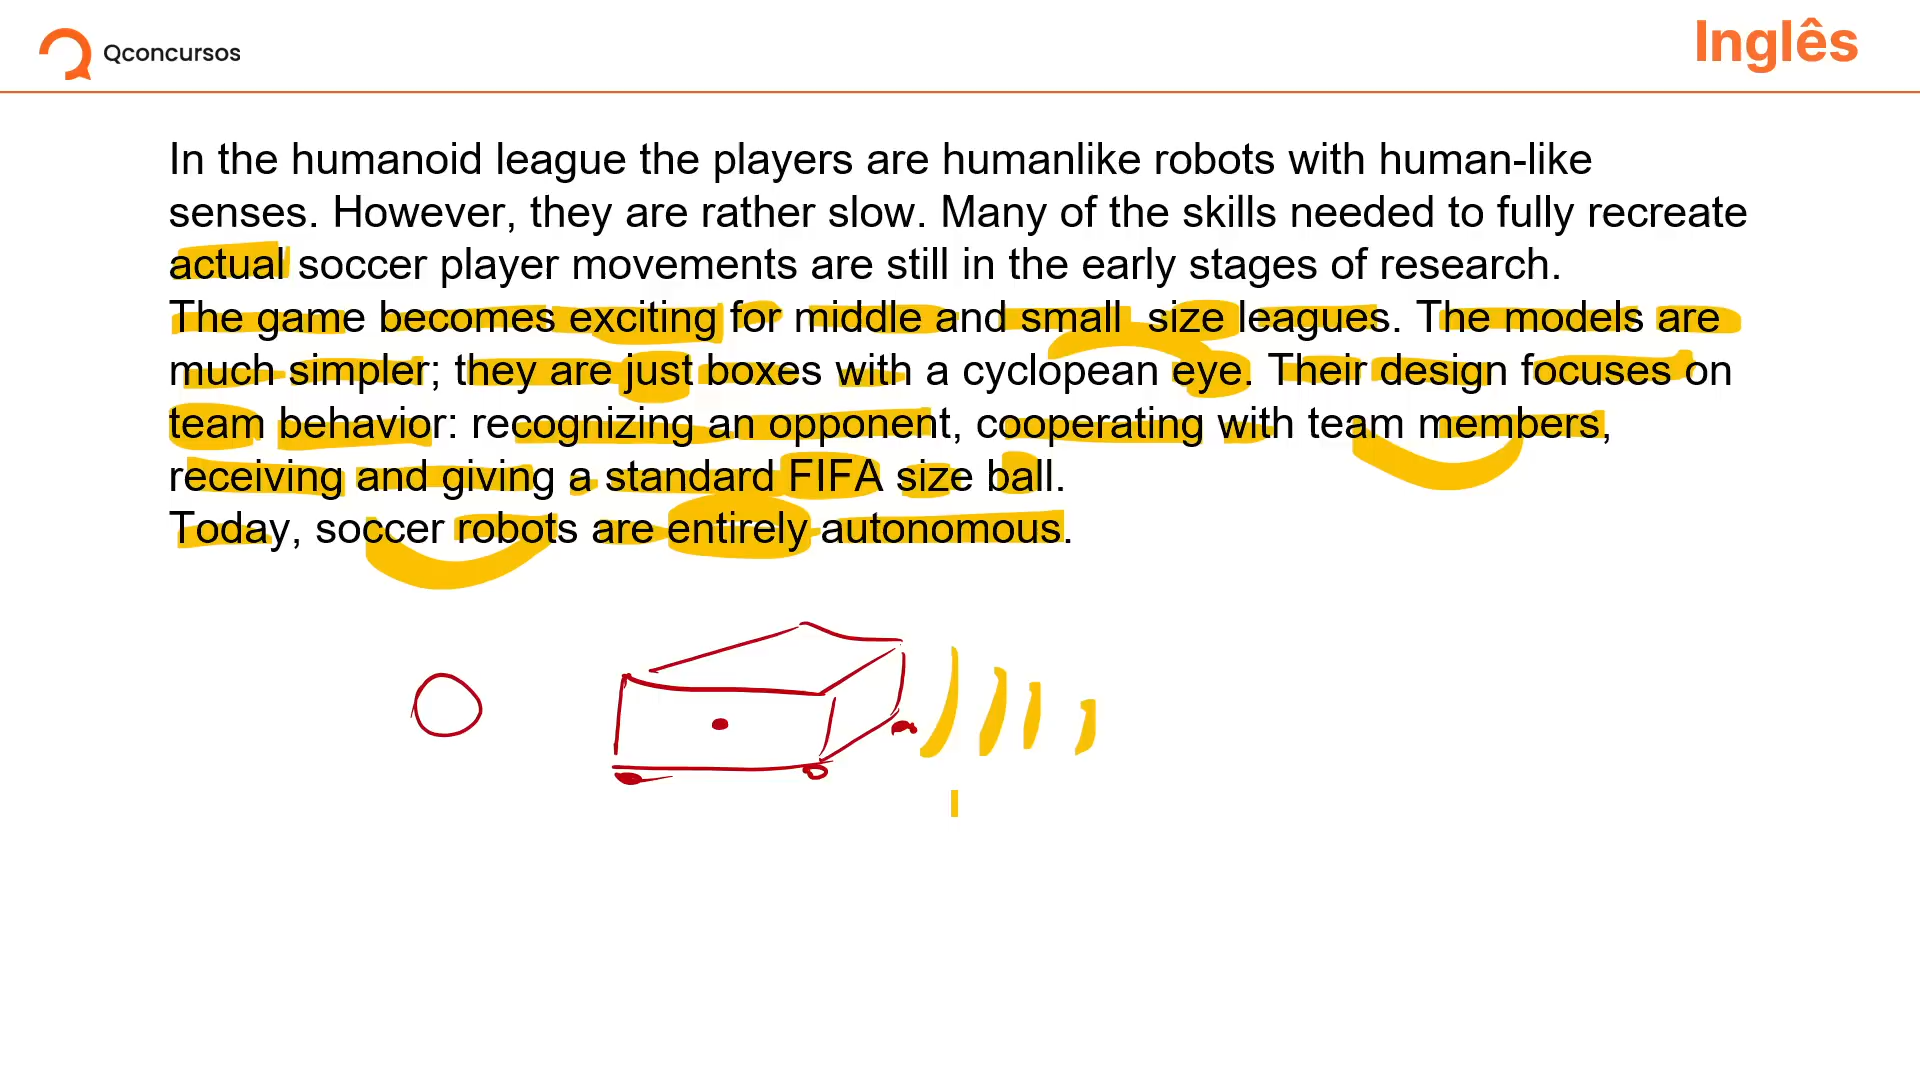 Qconcursos
Inglês
In the humanoid league the players are humanlike robots with human-like
senses. However, they are rather slow. Many of the skills needed to fully recreate
actual soccer player movements are still in the early stages of research.
The game becomes exciting for middle and small size leagues. The models are
much simpler; they are just boxes with a cyclopean eye. Their design focuses on
team behavior: recognizing an opponent, cooperating with team members,
receiving and giving a standard FIFA size ball.
Today, soccer robots are entirely autonomous.